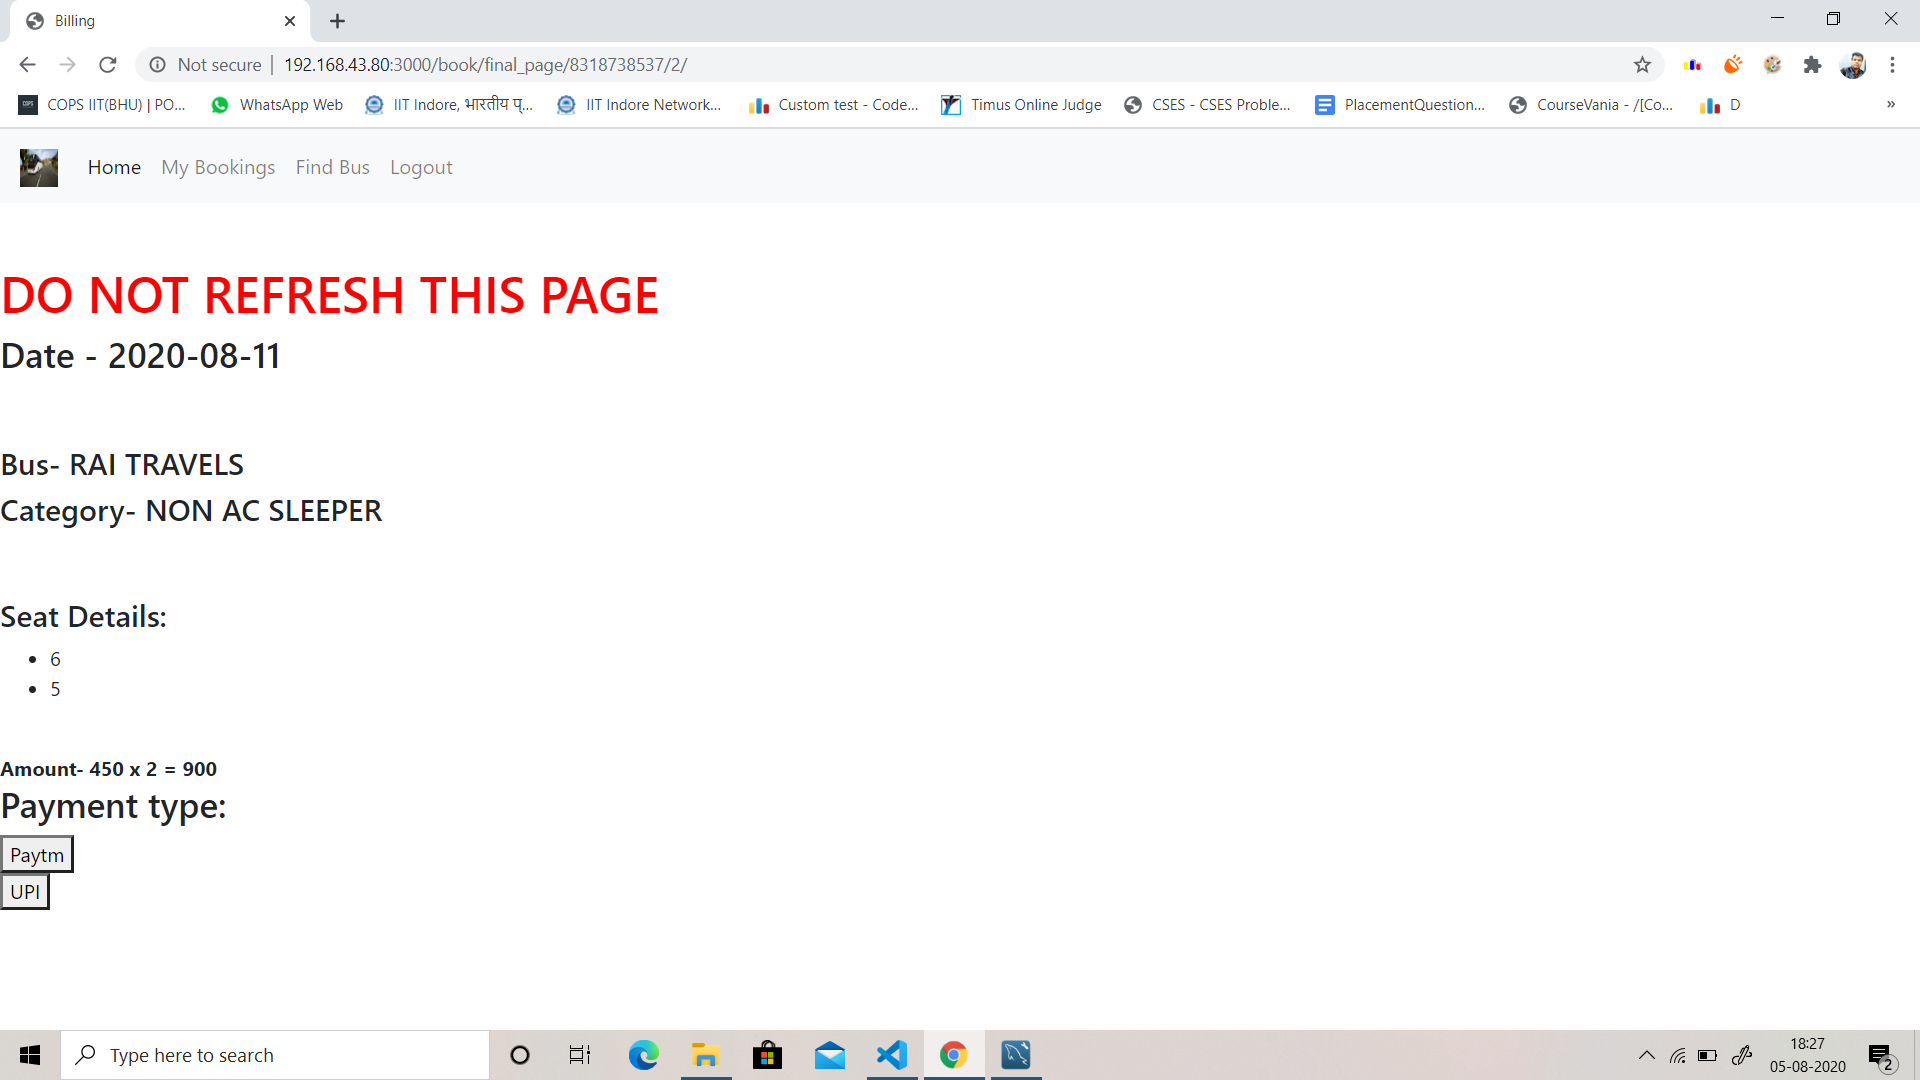 Billing
Not secure | 192.168.43.80:3000/book/final_page/8318738537/2/
COPS IIT(BHU) | PO... WhatsApp Web IIT Indore, भारतीय प्... IIT Indore Network... Custom test - Code... Timus Online Judge CSES - CSES Proble... PlacementQuestion... CourseVania - /[Co... D »
Home My Bookings Find Bus Logout
DO NOT REFRESH THIS PAGE
Date - 2020-08-11
Bus- RAI TRAVELS
Category- NON AC SLEEPER
Seat Details:
• 6
• 5
Amount- 450 x 2 = 900
Payment type:
Paytm
UPI
Type here to search
18:27
05-08-2020
2